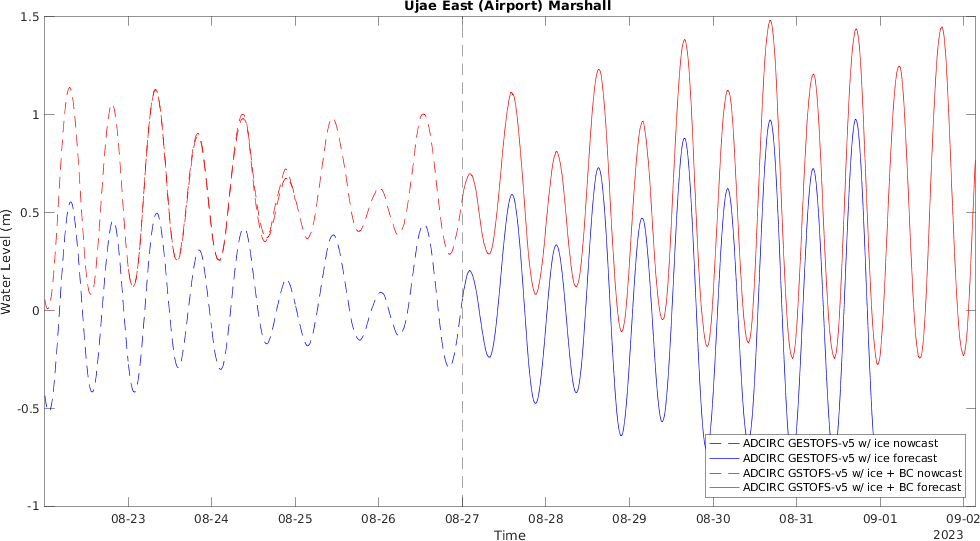 Ujae East (Airport) Marshall
1.5
1
0.5
0
-0.5
-1
Water Level (m)
ADCIRC GESTOFS-v5 w/ ice nowcast
ADCIRC GESTOFS-v5 w/ ice forecast
ADCIRC GSTOFS-v5 w/ ice + BC nowcast
ADCIRC GSTOFS-v5 w/ ice + BC forecast
08-23 08-24 08-25 08-26 08-27 08-28 08-29 08-30 08-31 09-01 09-02
Time
2023